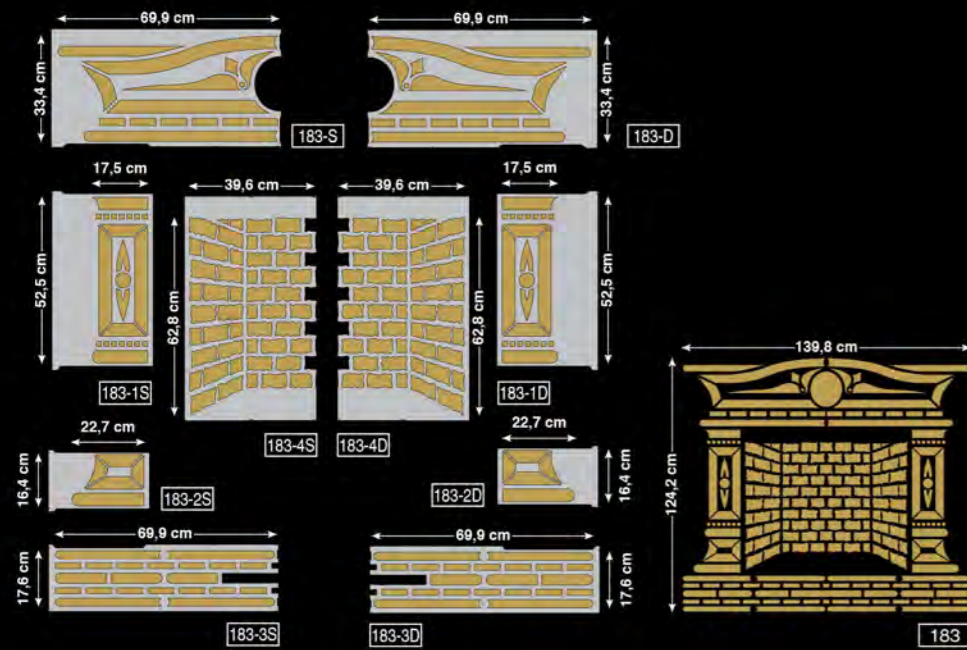 69,9 cm 69,9 cm
33,4 cm 33,4 cm
183-S 183-D
17,5 cm 39,6 cm 39,6 cm 17,5 cm
52,5 cm 62,8 cm 62,8 cm 52,5 cm
183-1S 183-1D
183-4S 183-4D
22,7 cm 22,7 cm
16,4 cm 16,4 cm
183-2S 183-2D
69,9 cm 69,9 cm
17,6 cm 17,6 cm
183-3S 183-3D
139,8 cm
124,2 cm
183